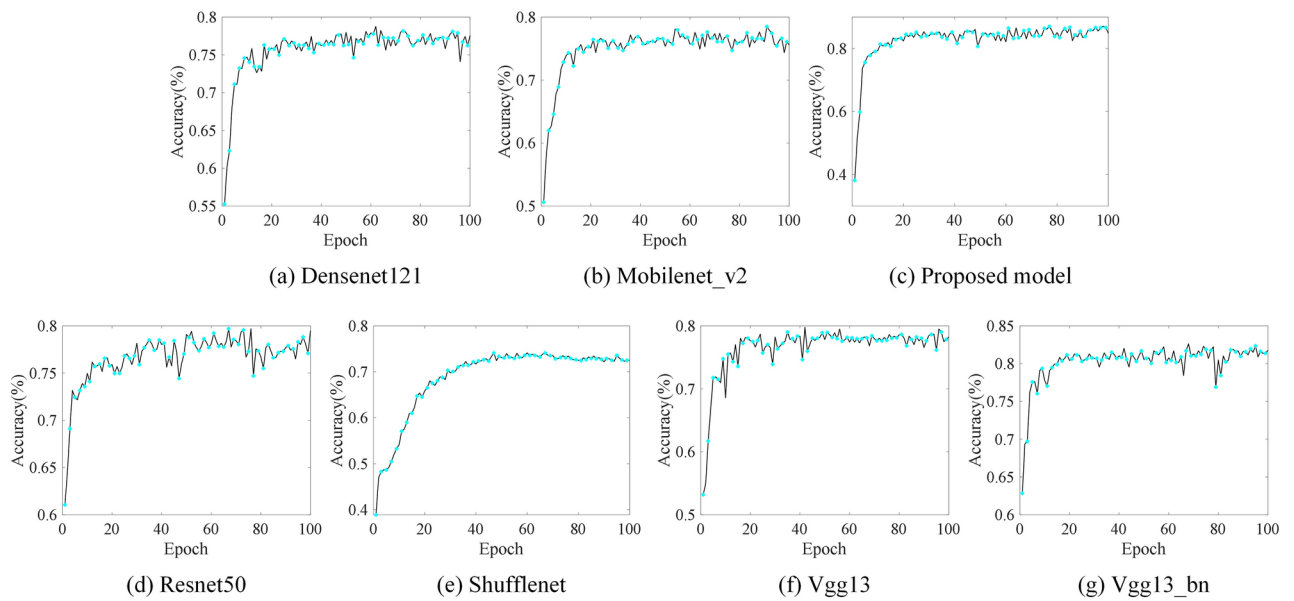 0.8
0.75
0.7
0.65
0.6
0.55
Accuracy(%)
0 20 40 60 80 100
Epoch
(a) Densenet121
0.8
0.7
0.6
0.5
Accuracy(%)
0 20 40 60 80 100
Epoch
(b) Mobilenet_v2
0.8
0.6
0.4
Accuracy(%)
0 20 40 60 80 100
Epoch
(c) Proposed model
0.8
0.75
0.7
0.65
0.6
Accuracy(%)
0 20 40 60 80 100
Epoch
(d) Resnet50
0.8
0.7
0.6
0.5
0.4
Accuracy(%)
0 20 40 60 80 100
Epoch
(e) Shufflenet
0.8
0.7
0.6
0.5
Accuracy(%)
0 20 40 60 80 100
Epoch
(f) Vgg13
0.85
0.8
0.75
0.7
0.65
0.6
Accuracy(%)
0 20 40 60 80 100
Epoch
(g) Vgg13_bn